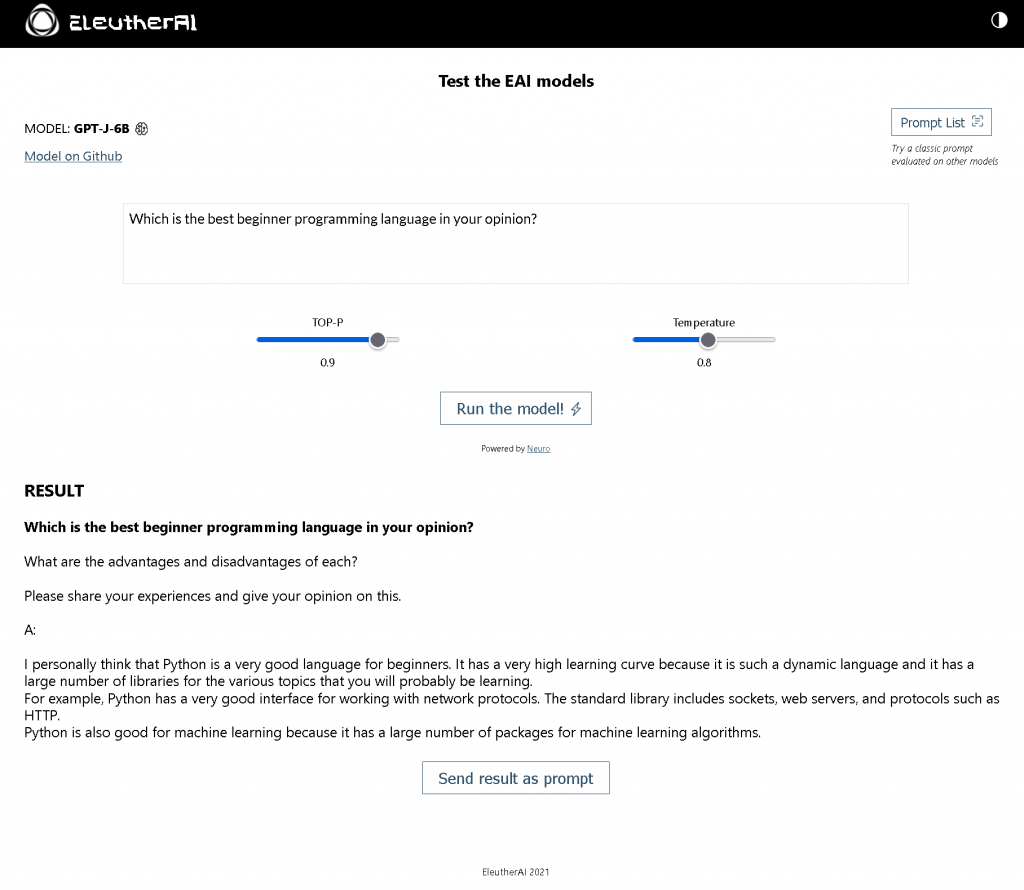 EleutherAI
Test the EAI models
MODEL: GPT-J-6B
Prompt List
Model on Github
Try a classic prompt
evaluated on other models
Which is the best beginner programming language in your opinion?
TOP-P
Temperature
0.9
0.8
Run the model!
Powered by Neuro
RESULT
Which is the best beginner programming language in your opinion?
What are the advantages and disadvantages of each?
Please share your experiences and give your opinion on this.
A:
I personally think that Python is a very good language for beginners. It has a very high learning curve because it is such a dynamic language and it has a
large number of libraries for the various topics that you will probably be learning.
For example, Python has a very good interface for working with network protocols. The standard library includes sockets, web servers, and protocols such as
HTTP.
Python is also good for machine learning because it has a large number of packages for machine learning algorithms.
Send result as prompt
EleutherAI 2021